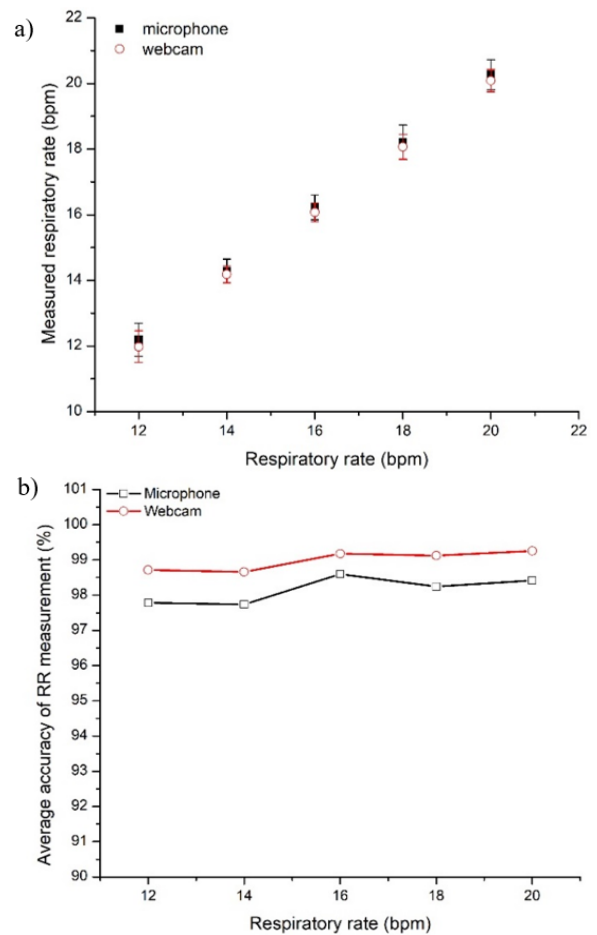 a)
microphone
webcam
Measured respiratory rate (bpm)
22
20
18
16
14
12
10
12 14 16 18 20 22
Respiratory rate (bpm)
b)
Microphone
Webcam
Average accuracy of RR measurement (%)
101
100
99
98
97
96
95
94
93
92
91
90
12 14 16 18 20
Respiratory rate (bpm)